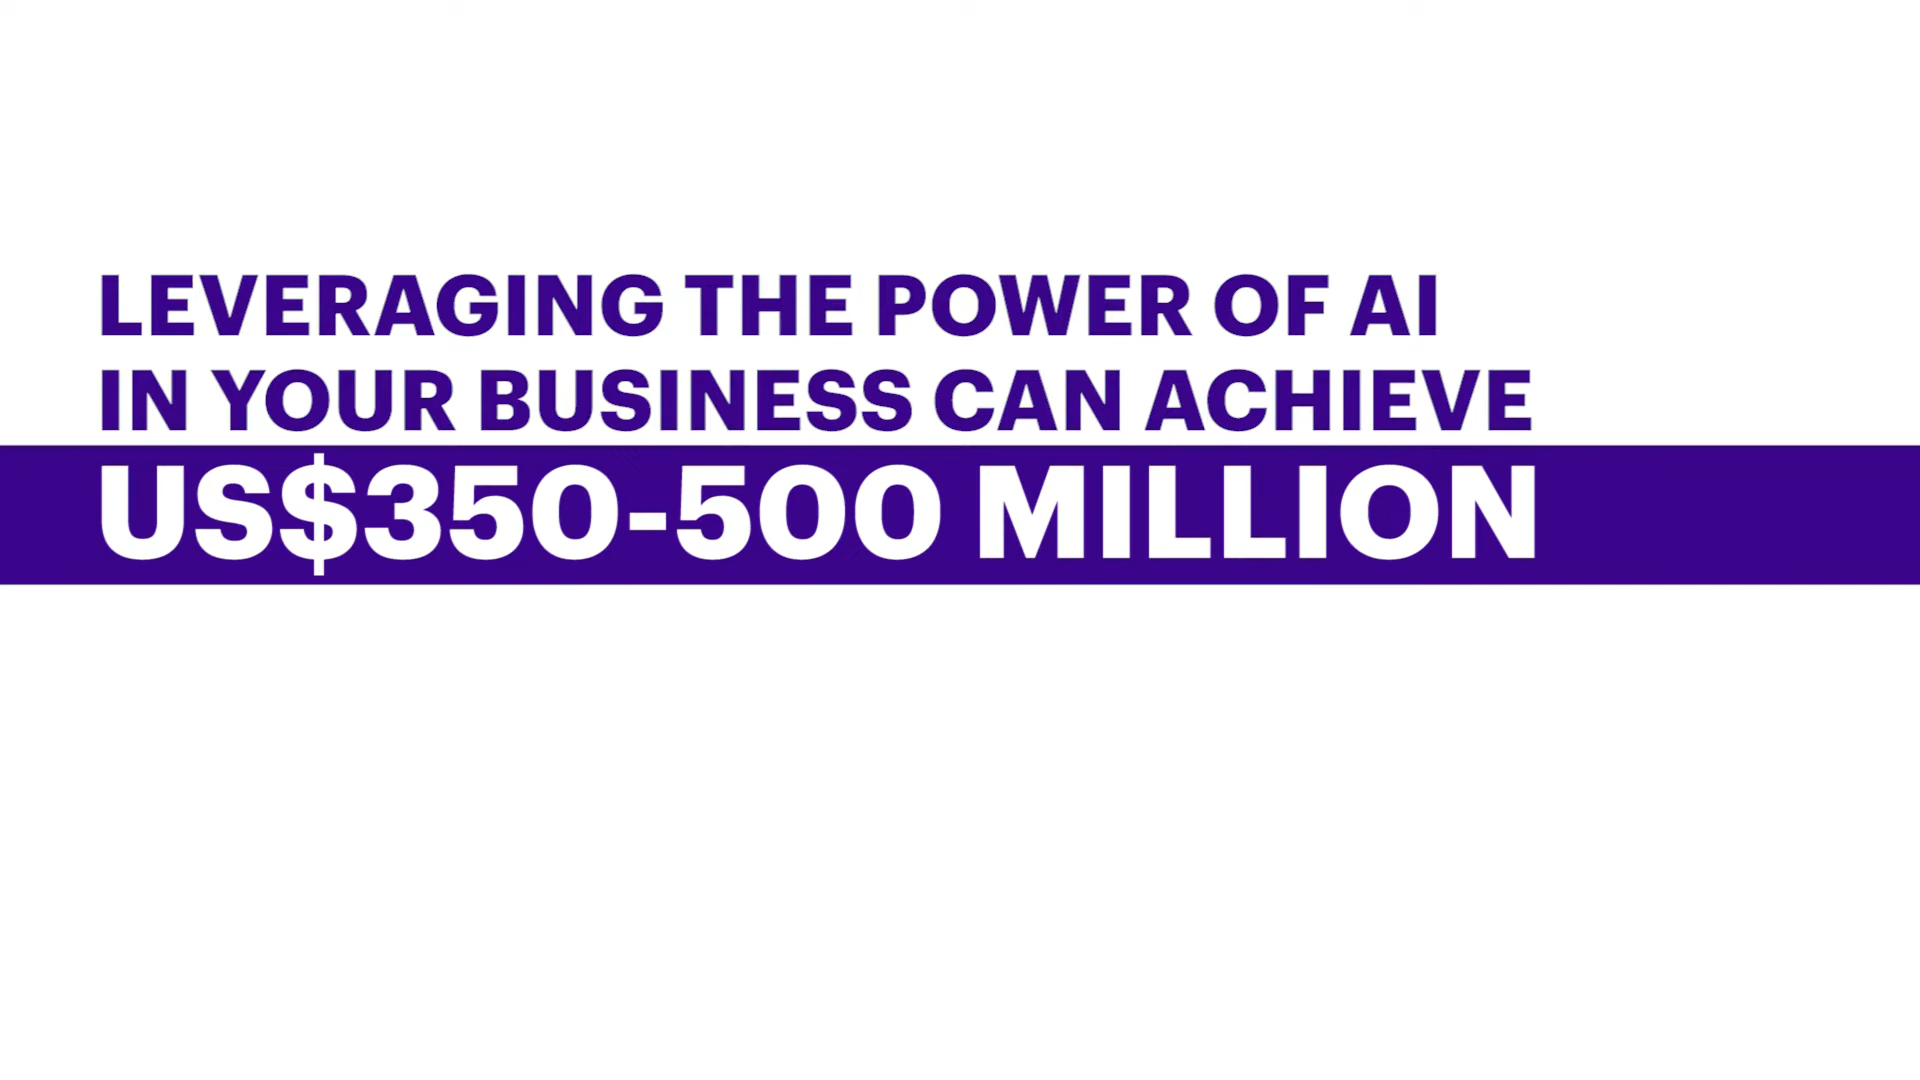 LEVERAGING THE POWER OF AI
IN YOUR BUSINESS CAN ACHIEVE
US$350-500 MILLION